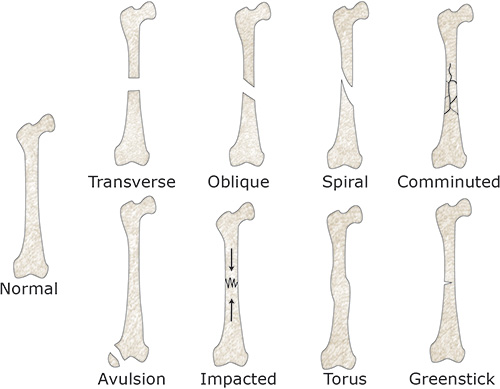 Transverse
Oblique
Spiral
Comminuted
Normal
Avulsion
Impacted
Torus
Greenstick